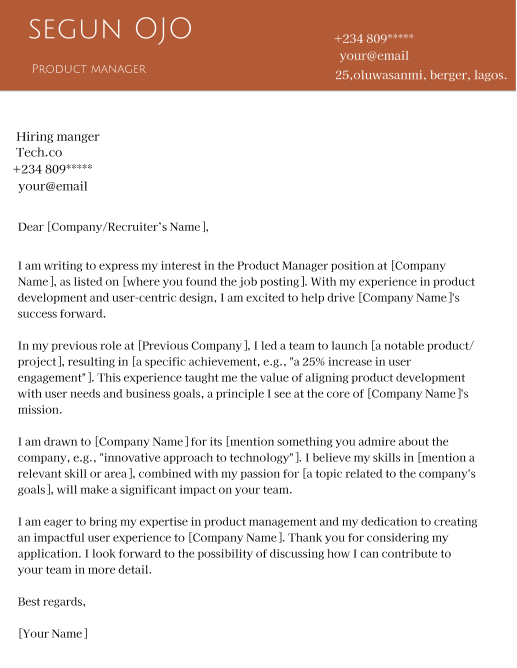 SEGUN OJO
PRODUCT MANAGER
+234 809*****
your@email
25,oluwasanmi, berger, lagos.
Hiring manger
Tech.co
+234 809*****
your@email
Dear [Company/Recruiter's Name],
I am writing to express my interest in the Product Manager position at [Company
Name], as listed on [where you found the job posting]. With my experience in product
development and user-centric design, I am excited to help drive [Company Name]'s
success forward.
In my previous role at [Previous Company], I led a team to launch [a notable product/
project], resulting in [a specific achievement, e.g., "a 25% increase in user
engagement"]. This experience taught me the value of aligning product development
with user needs and business goals, a principle I see at the core of [Company Name]'s
mission.
I am drawn to [Company Name] for its [mention something you admire about the
company, e.g., "innovative approach to technology"]. I believe my skills in [mention a
relevant skill or area], combined with my passion for [a topic related to the company's
goals], will make a significant impact on your team.
I am eager to bring my expertise in product management and my dedication to creating
an impactful user experience to [Company Name]. Thank you for considering my
application. I look forward to the possibility of discussing how I can contribute to
your team in more detail.
Best regards,
[Your Name]